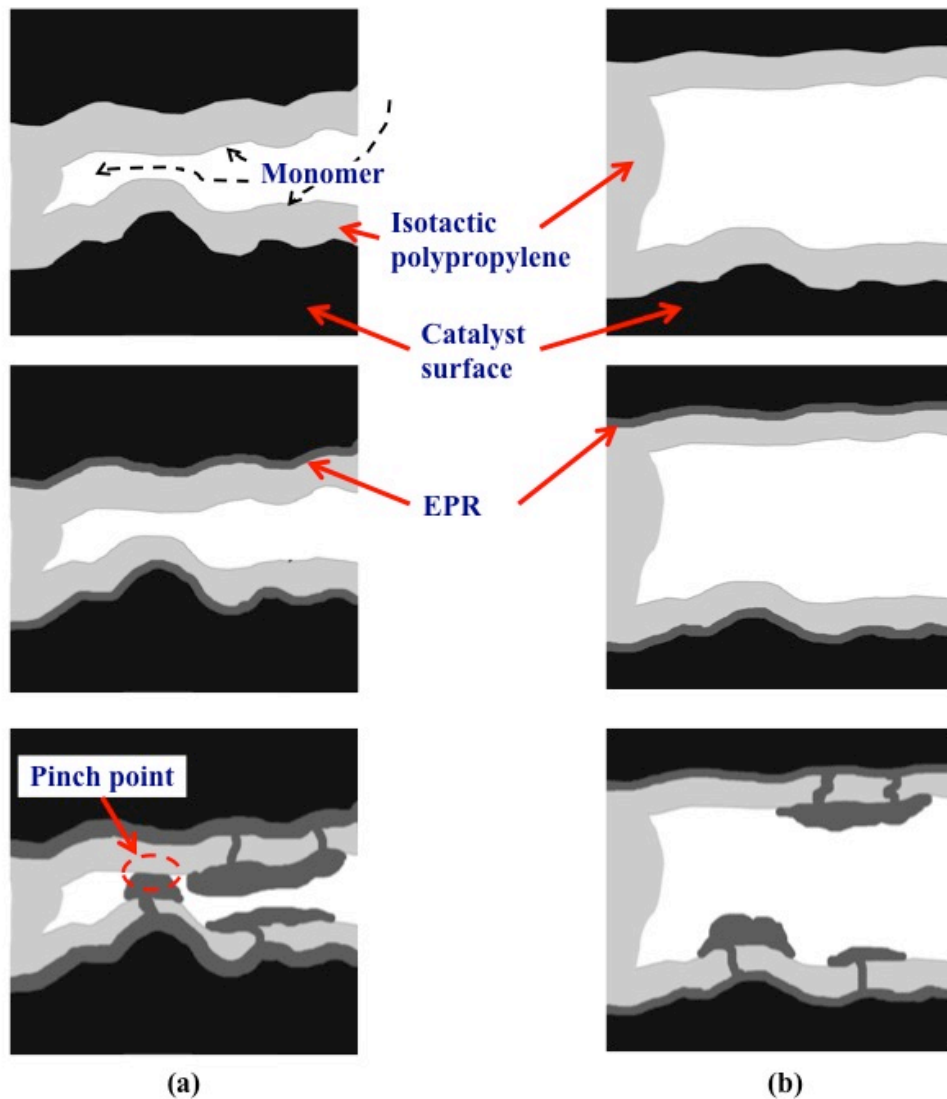 Monomer
Isotactic
polypropylene
Catalyst
surface
EPR
Pinch point
(a)
(b)